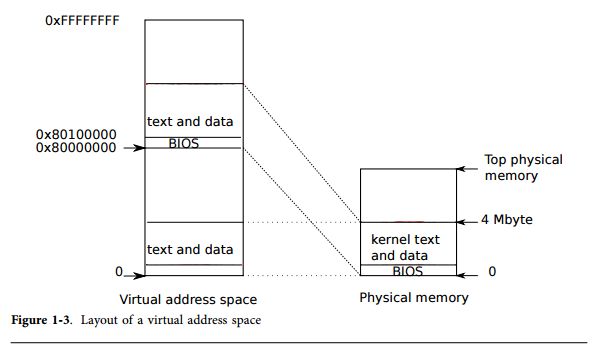 0xFFFFFFFF
text and data
0x80100000
BIOS
0x80000000
Top physical
memory
4 Mbyte
kernel text
and data
text and data
BIOS
0
0
Virtual address space
Physical memory
Figure 1-3. Layout of a virtual address space